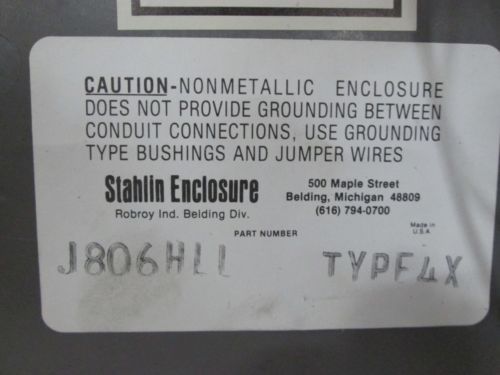 CAUTION-NONMETALLIC ENCLOSURE
DOES NOT PROVIDE GROUNDING BETWEEN
CONDUIT CONNECTIONS, USE GROUNDING
TYPE BUSHINGS AND JUMPER WIRES
Stahlin Enclosure
Robroy Ind. Belding Div.
500 Maple Street
Belding, Michigan 48809
(616) 794-0700
Made in
U.S.A
PART NUMBER
J806HLL
TYPE4X